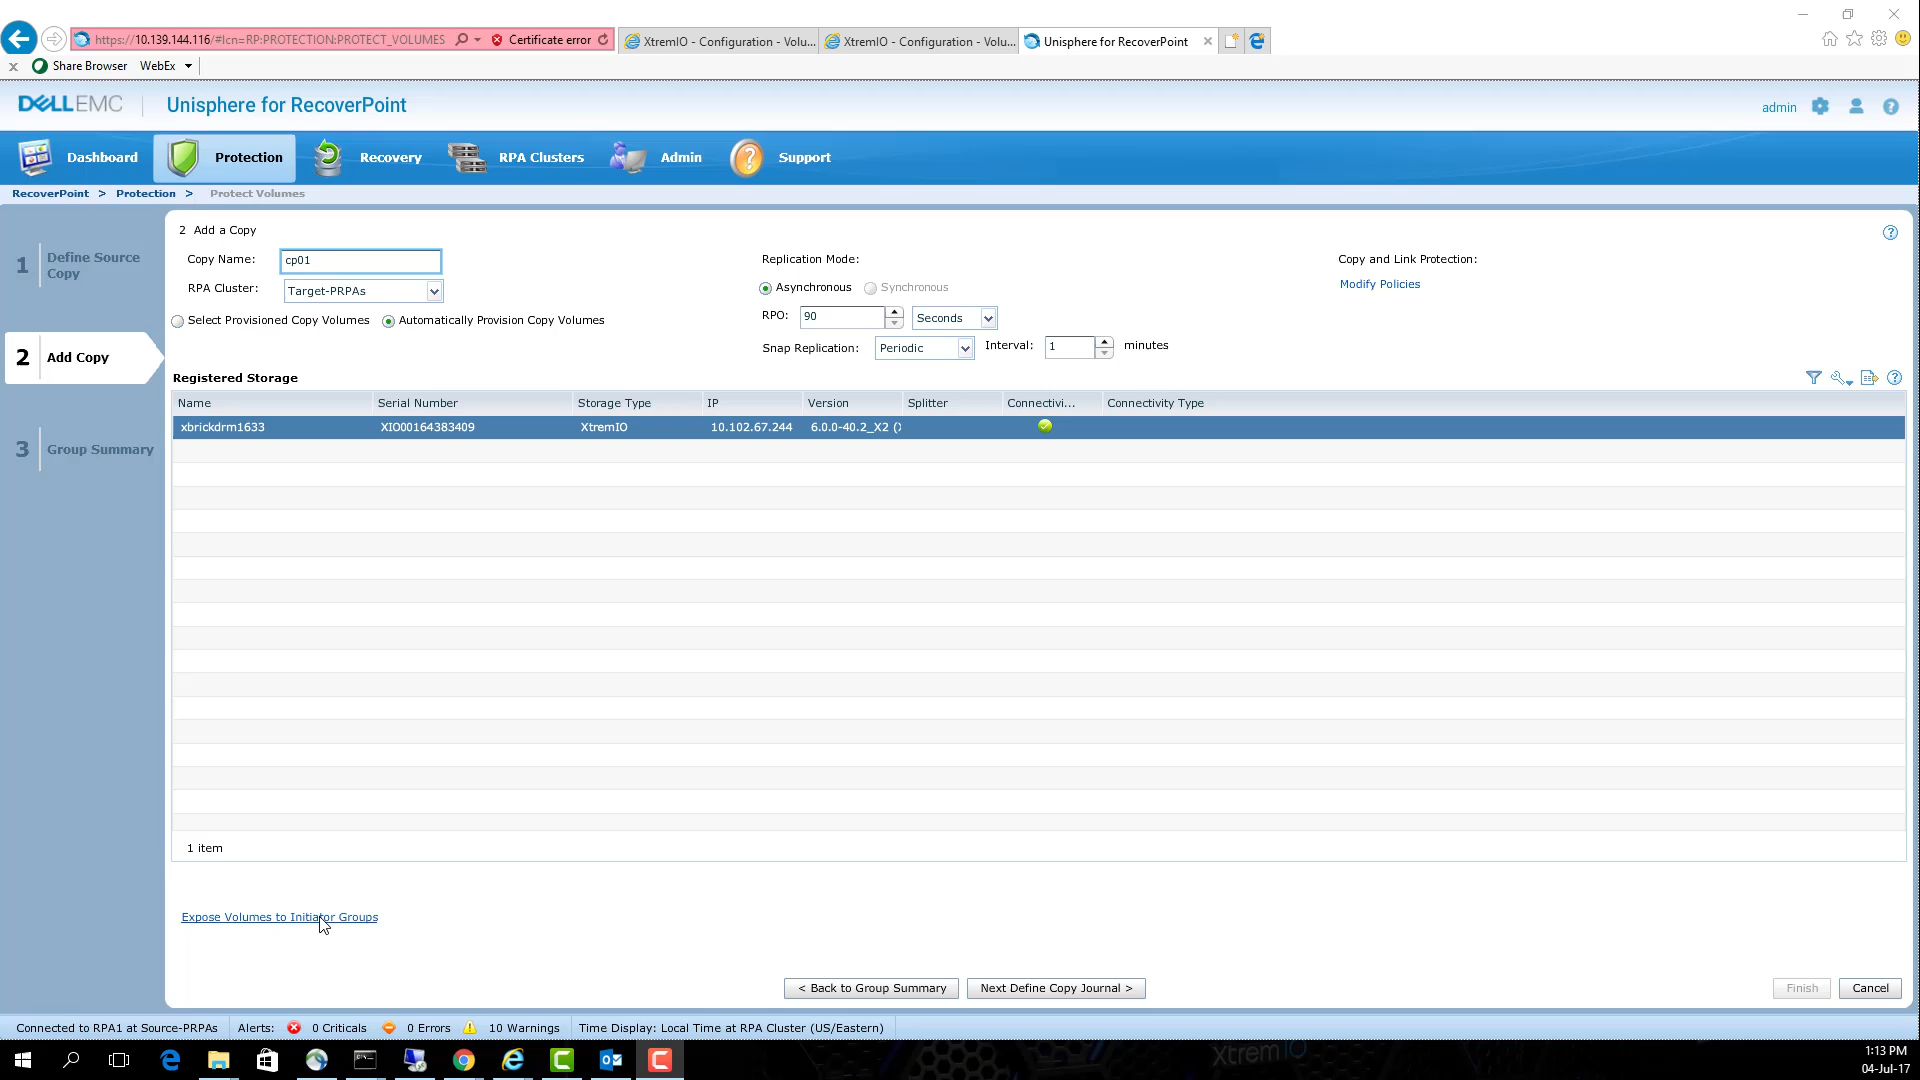 https://10.139.144.116/#lcn=RP:PROTECTION:PROTECT_VOLUMES
Certificate error
XtremIO - Configuration - Volu...
XtremIO - Configuration - Volu...
Unisphere for RecoverPoint
x
Share Browser
WebEx
DELLEMC
Unisphere for RecoverPoint
admin
Dashboard
Protection
Recovery
RPA Clusters
Admin
Support
RecoverPoint > Protection > Protect Volumes
1 Define Source
Copy
2 Add Copy
3 Group Summary
2 Add a Copy
Copy Name: cp01
RPA Cluster: Target-PRPAs
Select Provisioned Copy Volumes
Automatically Provision Copy Volumes
Replication Mode:
Asynchronous
Synchronous
RPO: 90 Seconds
Snap Replication: Periodic Interval: 1 minutes
Copy and Link Protection:
Modify Policies
Registered Storage
Name Serial Number Storage Type IP Version Splitter Connectivi... Connectivity Type
xbrickdrm1633 XIO00164383409 XtremIO 10.102.67.244 6.0.0-40.2_X2 (
1 item
Expose Volumes to Initiator Groups
< Back to Group Summary
Next Define Copy Journal >
Finish
Cancel
Connected to RPA1 at Source-PRPAs
Alerts: 0 Criticals 0 Errors 10 Warnings
Time Display: Local Time at RPA Cluster (US/Eastern)
XtremIO
1:13 PM
04-Jul-17